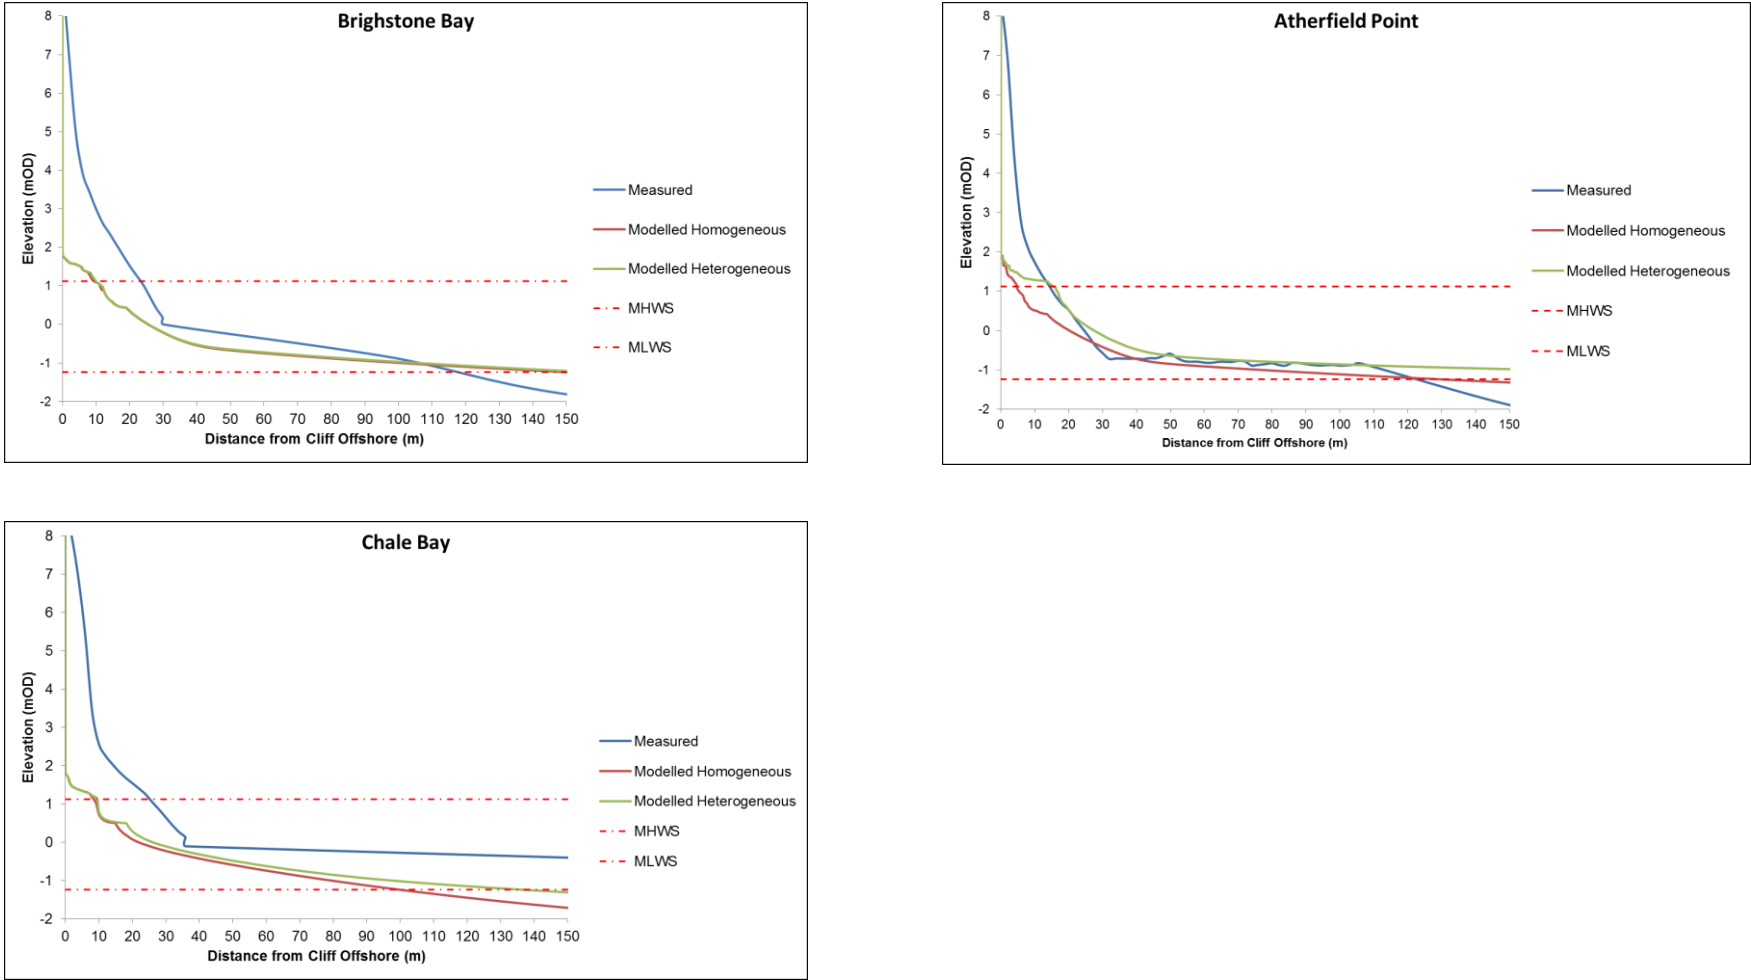 Brighstone Bay
8
7
6
5
4
3
2
1
0
-1
-2
Elevation (mOD)
0 10 20 30 40 50 60 70 80 90 100 110 120 130 140 150
Distance from Cliff Offshore (m)
Measured
Modelled Homogeneous
Modelled Heterogeneous
MHWS
MLWS
Atherfield Point
8
7
6
5
4
3
2
1
0
-1
-2
Elevation (mOD)
0 10 20 30 40 50 60 70 80 90 100 110 120 130 140 150
Distance from Cliff Offshore (m)
Measured
Modelled Homogeneous
Modelled Heterogeneous
MHWS
MLWS
Chale Bay
8
7
6
5
4
3
2
1
0
-1
-2
Elevation (mOD)
0 10 20 30 40 50 60 70 80 90 100 110 120 130 140 150
Distance from Cliff Offshore (m)
Measured
Modelled Homogeneous
Modelled Heterogeneous
MHWS
MLWS